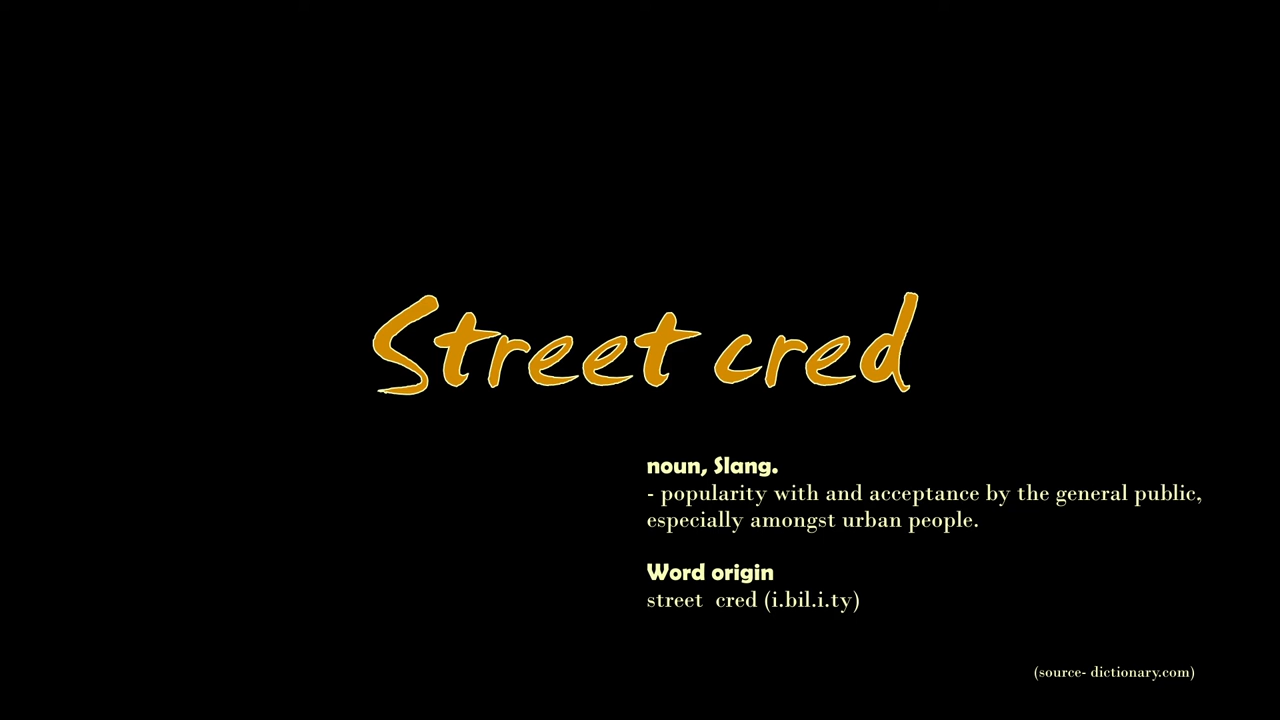 Street cred
noun, Slang.
- popularity with and acceptance by the general public,
especially amongst urban people.
Word origin
street  cred (i.bil.i.ty)
(source- dictionary.com)